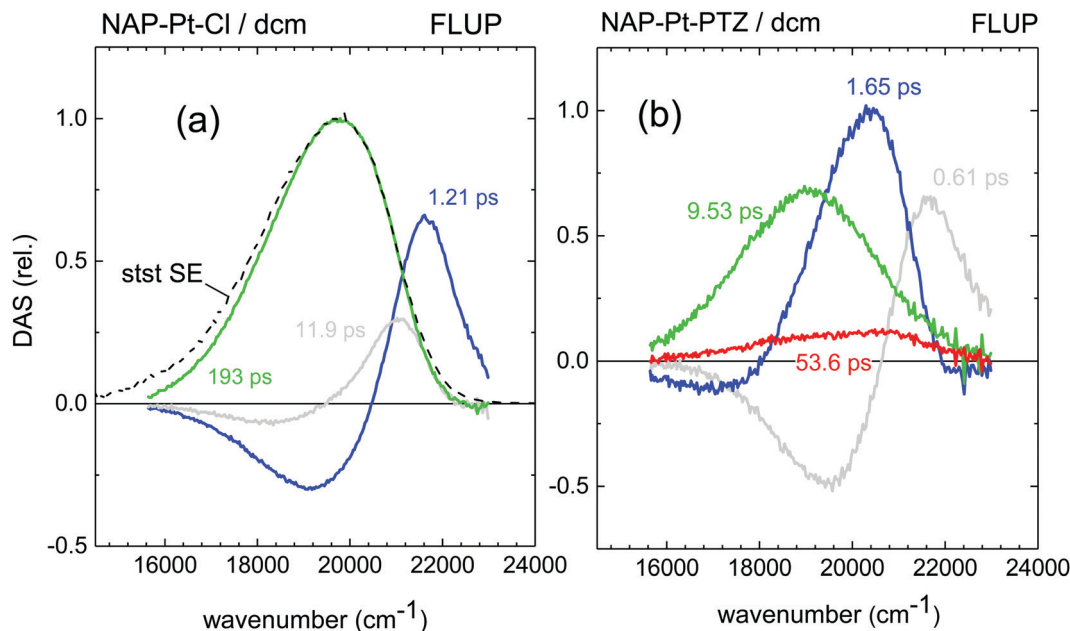 NAP-Pt-Cl / dcm FLUP
NAP-Pt-PTZ / dcm FLUP
(a)
(b)
1.0
0.5
0.0
-0.5
DAS (rel.)
stst SE
193 ps
11.9 ps
1.21 ps
16000 18000 20000 22000 24000
wavenumber (cm⁻¹)
1.0
0.5
0.0
-0.5
1.65 ps
0.61 ps
9.53 ps
53.6 ps
16000 18000 20000 22000 24000
wavenumber (cm⁻¹)